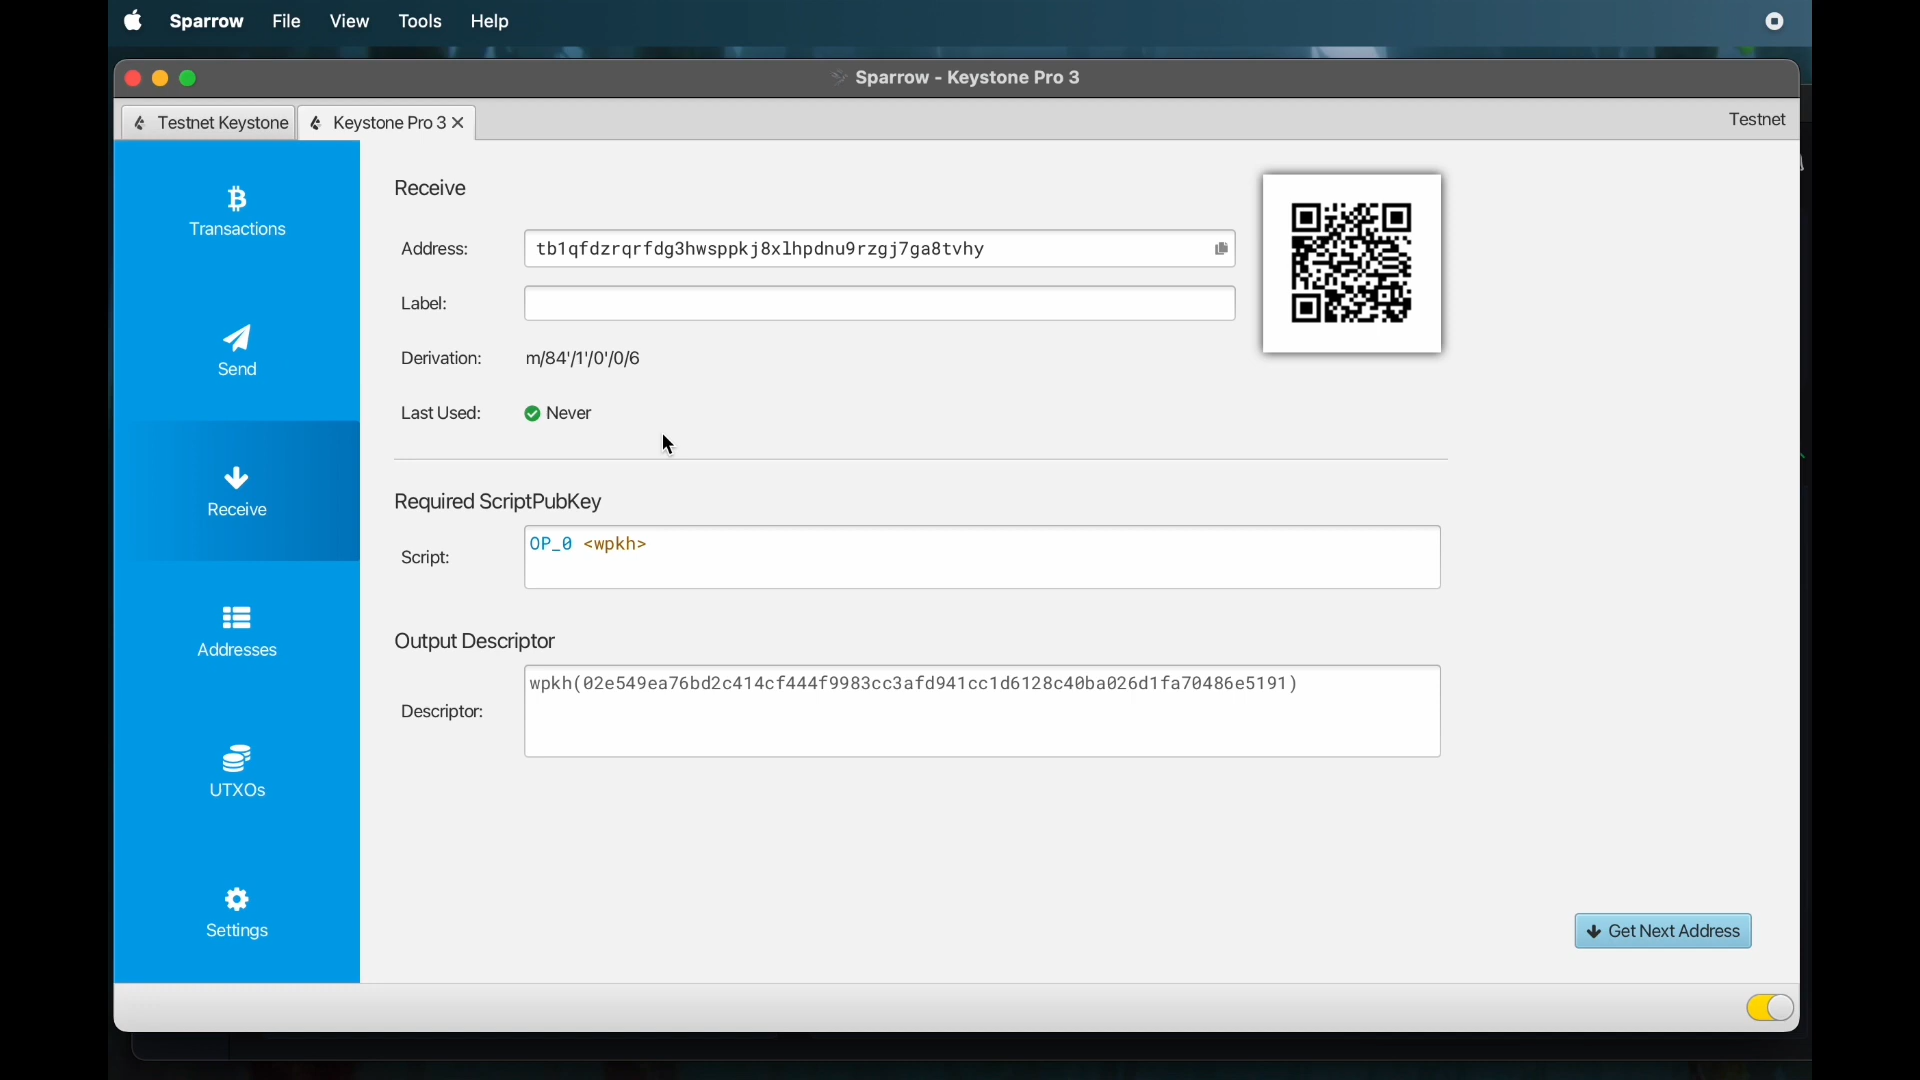 Sparrow File View Tools Help
Sparrow - Keystone Pro 3
Testnet Keystone Keystone Pro 3 Testnet
Transactions
Send
Receive
Addresses
UTXOs
Settings
Receive
Address: tb1qfdzrqrfdg3hwsppkj8xlhpdnu9rzgj7ga8tvhy
Label:
Derivation: m/84'/1'/0'/0/6
Last Used: Never
Required ScriptPubKey
Script: OP_0 <wpkh>
Output Descriptor
Descriptor: wpkh(02e549ea76bd2c414cf444f9983cc3afd941cc1d6128c40ba026d1fa70486e5191)
Get Next Address